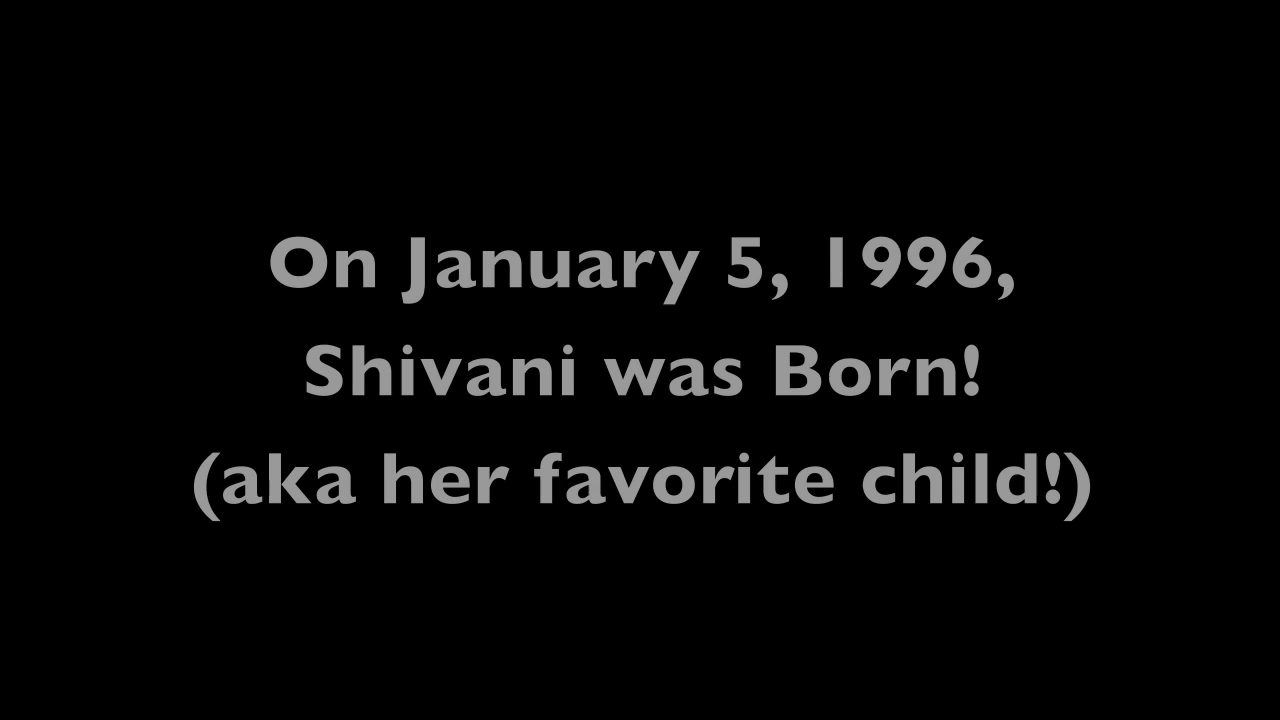 On January 5, 1996,
Shivani was Born!
(aka her favorite child!)